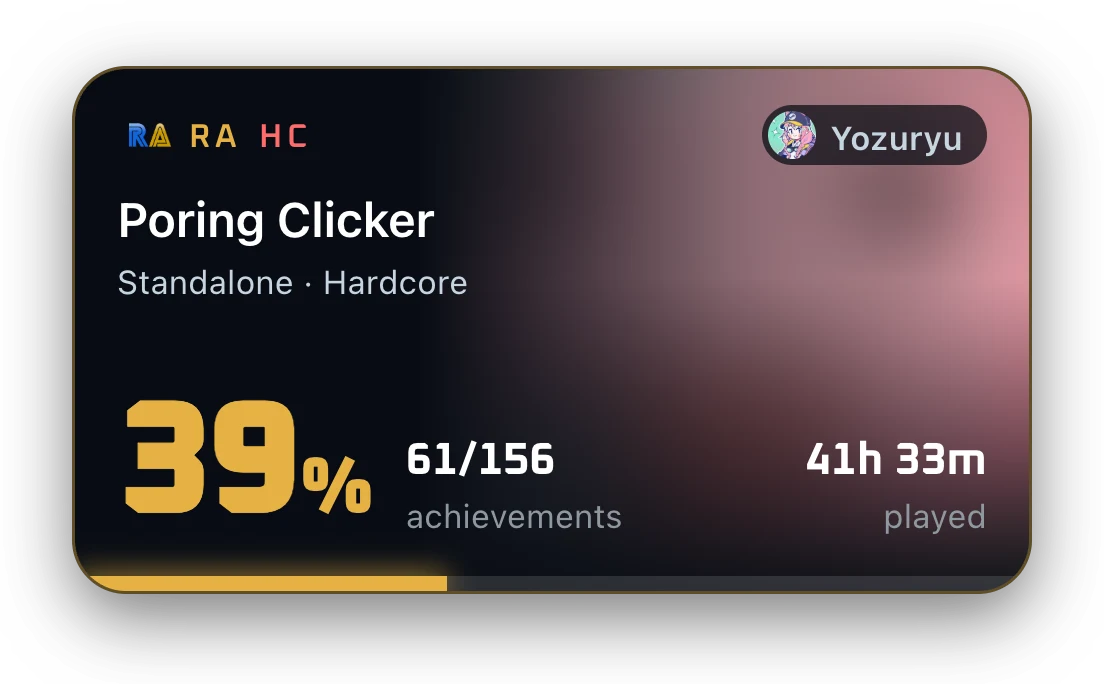 RA RA HC
Yozuryu
Poring Clicker
Standalone · Hardcore
39%
61/156
achievements
41h 33m
played